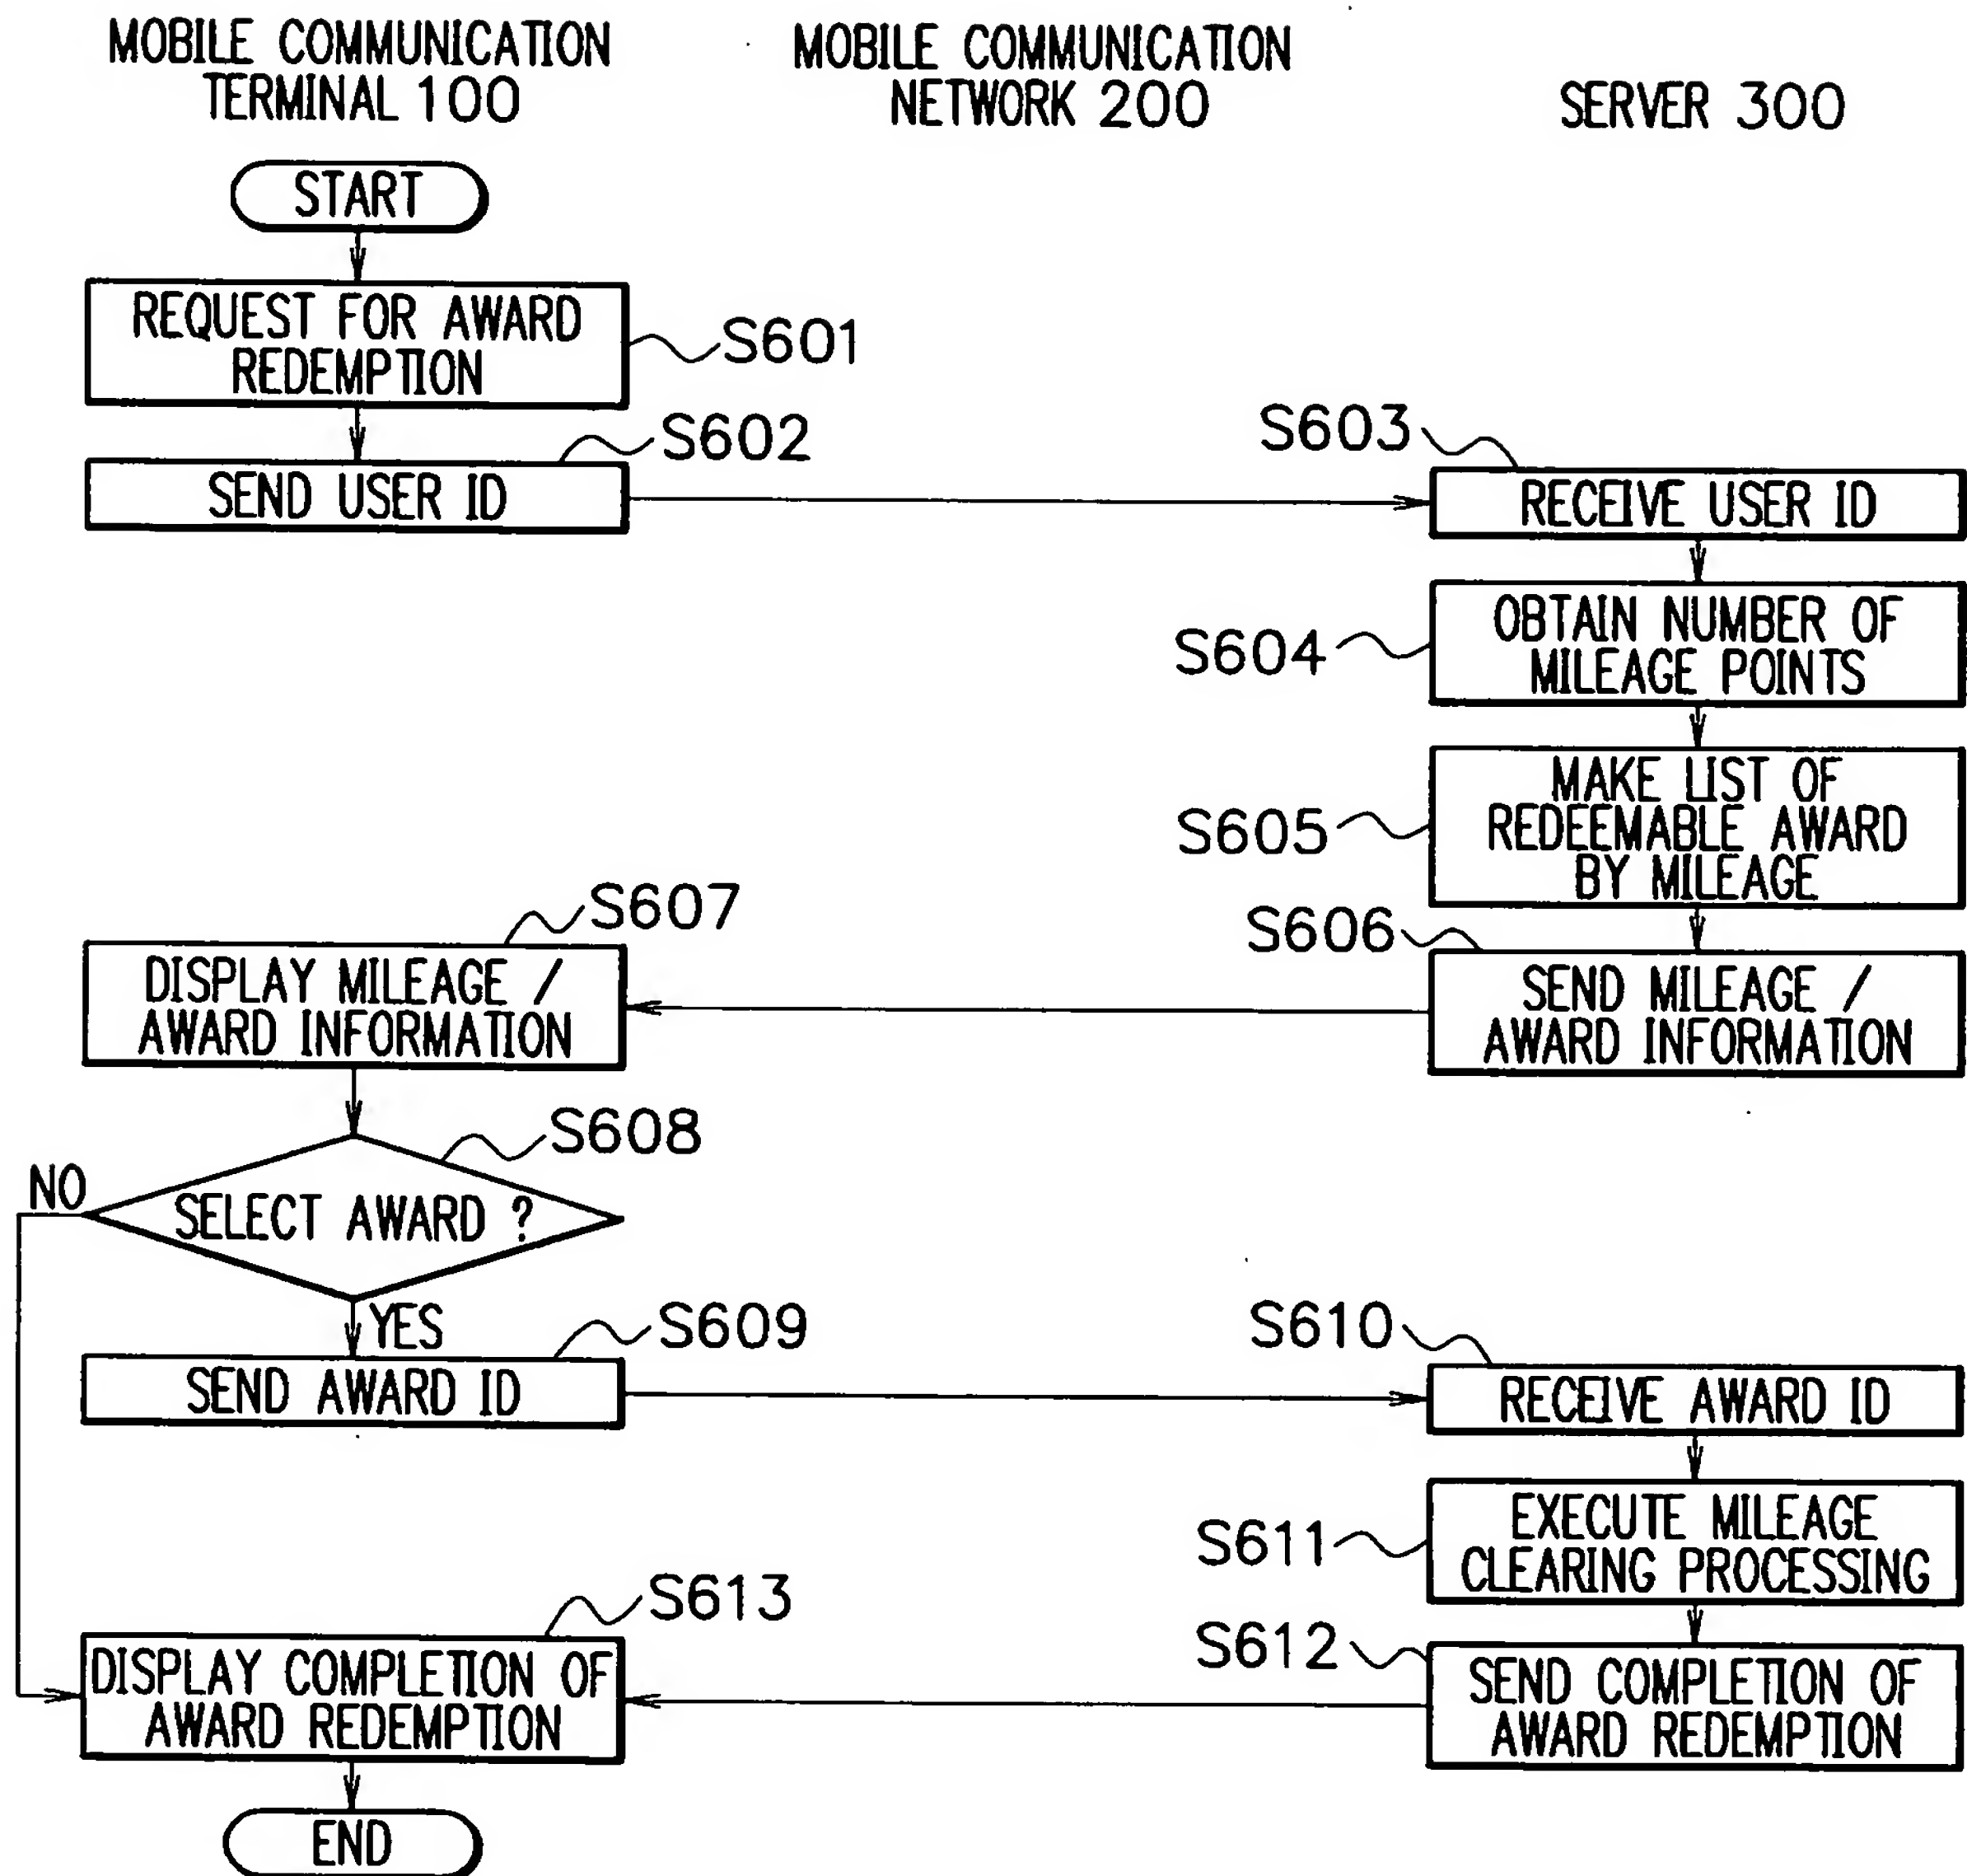 MOBILE COMMUNICATION
TERMINAL 100
MOBILE COMMUNICATION
NETWORK 200
SERVER 300
START
REQUEST FOR AWARD
REDEMPTION
S601
S602
SEND USER ID
S603
RECEIVE USER ID
S604
OBTAIN NUMBER OF
MILEAGE POINTS
S605
MAKE LIST OF
REDEEMABLE AWARD
BY MILEAGE
S606
SEND MILEAGE /
AWARD INFORMATION
S607
DISPLAY MILEAGE /
AWARD INFORMATION
S608
SELECT AWARD ?
NO
YES
S609
SEND AWARD ID
S610
RECEIVE AWARD ID
S611
EXECUTE MILEAGE
CLEARING PROCESSING
S612
SEND COMPLETION OF
AWARD REDEMPTION
S613
DISPLAY COMPLETION OF
AWARD REDEMPTION
END